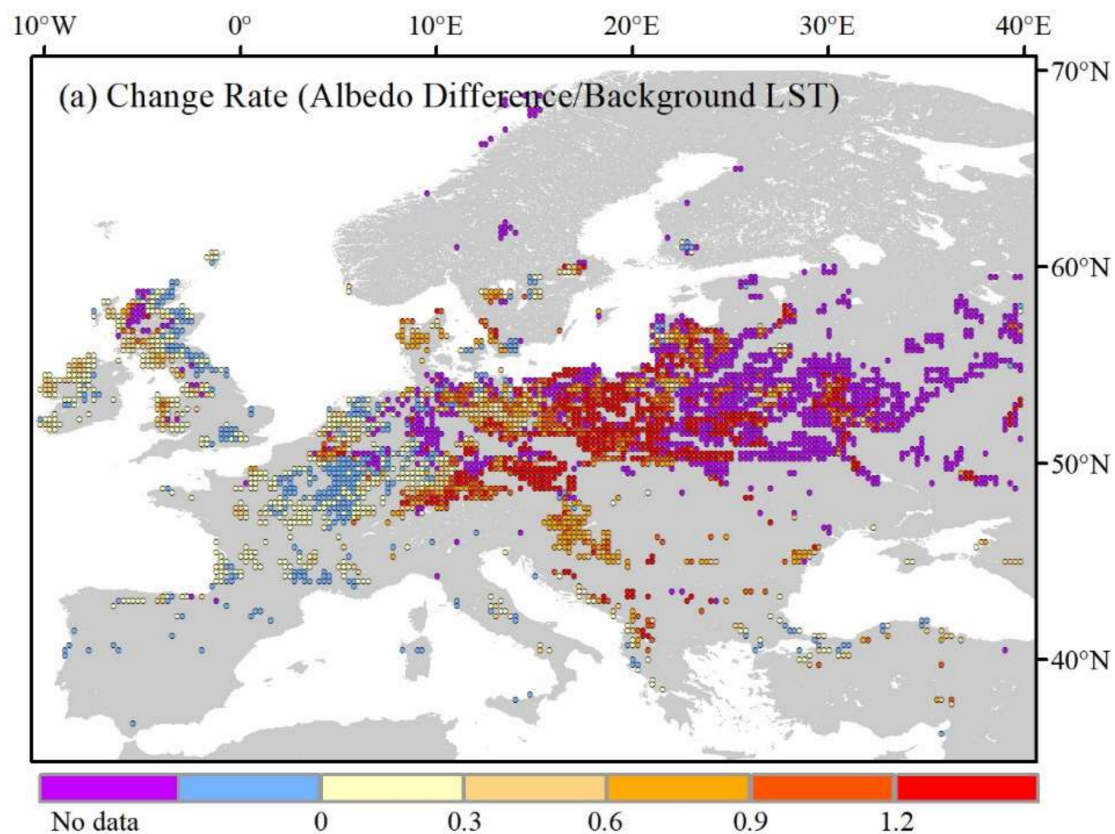 10°W 0° 10°E 20°E 30°E 40°E
(a) Change Rate (Albedo Difference/Background LST)
70°N
60°N
50°N
40°N
No data 0 0.3 0.6 0.9 1.2